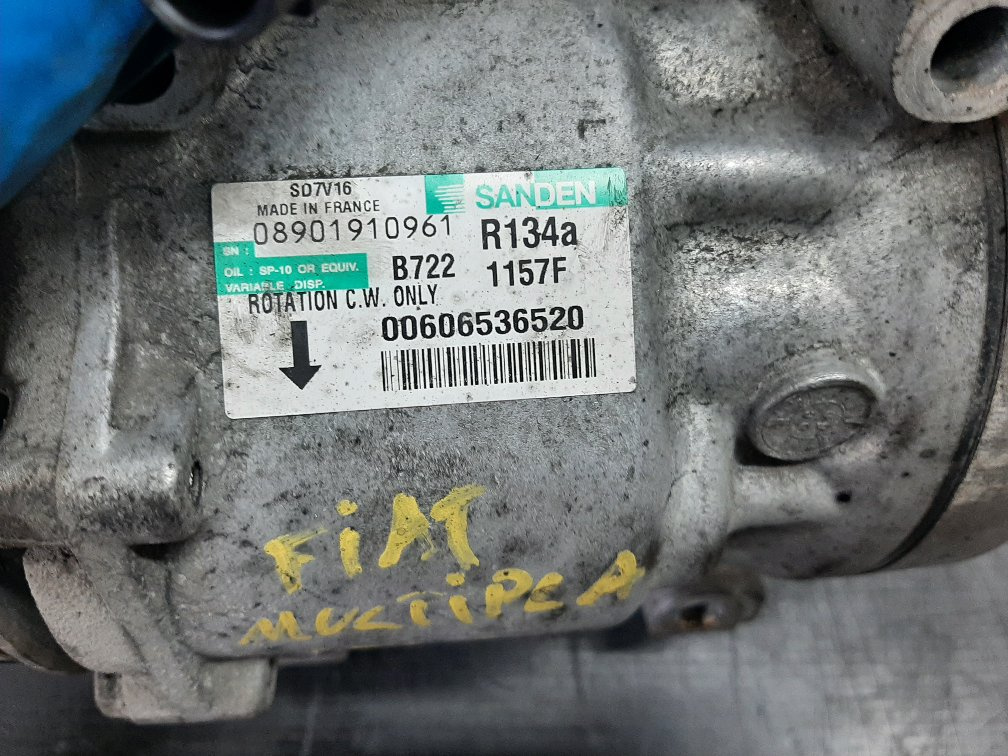 SD7V16
SANDEN
MADE IN FRANCE
SN : 08901910961
R134a
OIL : SP-10 OR EQUIV.
B722
1157F
VARIABLE DISP.
ROTATION C.W. ONLY
00606536520
FiAT
MULTiPLA